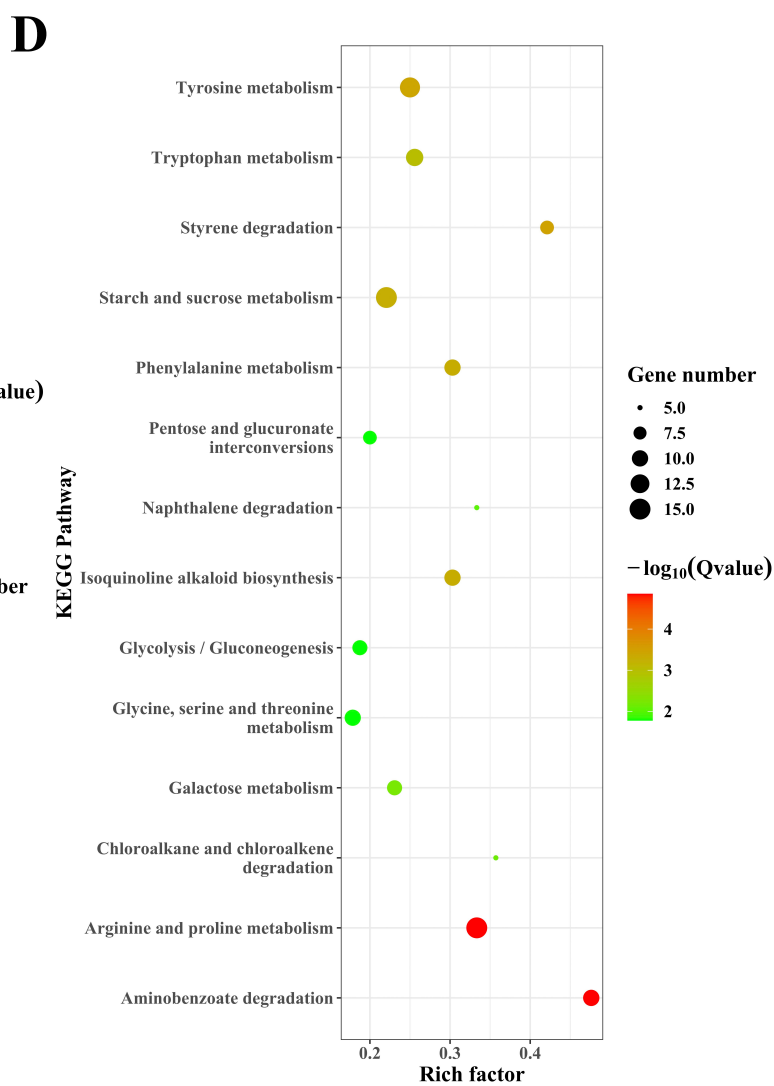 D
Tyrosine metabolism
Tryptophan metabolism
Styrene degradation
Starch and sucrose metabolism
Phenylalanine metabolism
Pentose and glucuronate
interconversions
Naphthalene degradation
Isoquinoline alkaloid biosynthesis
Glycolysis / Gluconeogenesis
Glycine, serine and threonine
metabolism
Galactose metabolism
Chloroalkane and chloroalkene
degradation
Arginine and proline metabolism
Aminobenzoate degradation
KEGG Pathway
0.2 0.3 0.4
Rich factor
alue)
ber
Gene number
5.0
7.5
10.0
12.5
15.0
−log₁₀(Qvalue)
4
3
2